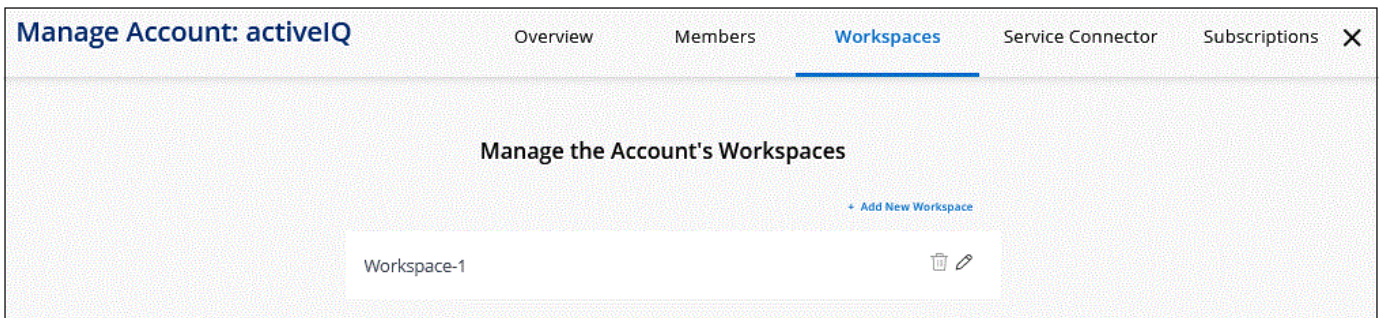 Manage Account: activeIQ
Overview Members Workspaces Service Connector Subscriptions
Manage the Account's Workspaces
+ Add New Workspace
Workspace-1